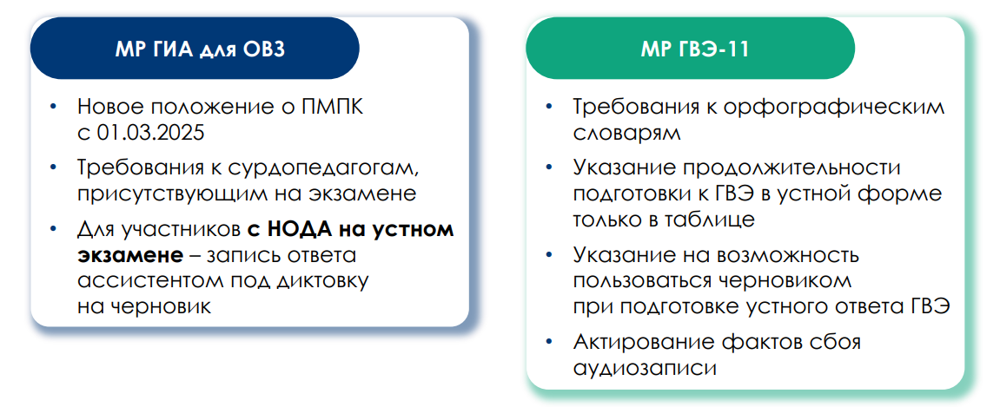 МР ГИА для ОВЗ
• Новое положение о ПМПК
с 01.03.2025
• Требования к сурдопедагогам,
присутствующим на экзамене
• Для участников с НОДА на устном
экзамене – запись ответа
ассистентом под диктовку
на черновик
МР ГВЭ-11
• Требования к орфографическим
словарям
• Указание продолжительности
подготовки к ГВЭ в устной форме
только в таблице
• Указание на возможность
пользоваться черновиком
при подготовке устного ответа ГВЭ
• Актирование фактов сбоя
аудиозаписи